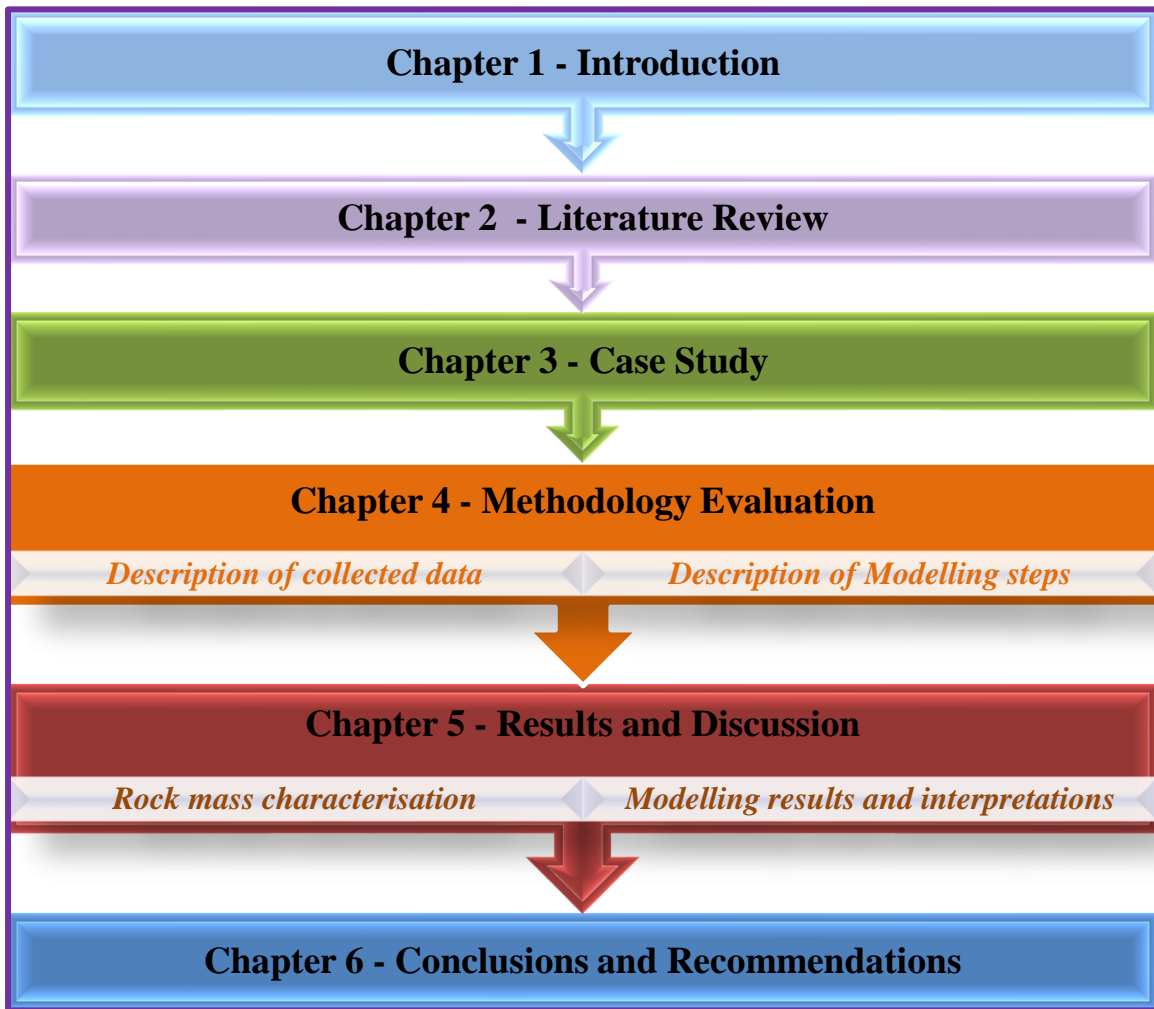 Chapter 1 - Introduction
Chapter 2  - Literature Review
Chapter 3 - Case Study
Chapter 4 - Methodology Evaluation
Description of collected data
Description of Modelling steps
Chapter 5 - Results and Discussion
Rock mass characterisation
Modelling results and interpretations
Chapter 6 - Conclusions and Recommendations